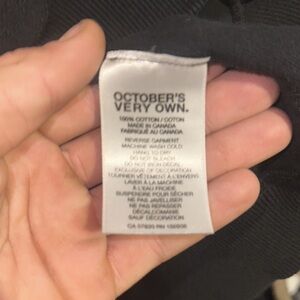 OCTOBER'S
VERY OWN.
100% COTTON / COTON
MADE IN CANADA
FABRIQUÉ AU CANADA
REVERSE GARMENT
MACHINE WASH COLD
HANG TO DRY
DO NOT BLEACH
DO NOT IRON DECAL
EXCLUSIVE OF DECORATION
TOURNER VÊTEMENT À L'ENVERS
LAVER À LA MACHINE
À L'EAU FROIDE
SUSPENDRE POUR SÉCHER
NE PAS JAVELLISER
NE PAS REPASSER
DÉCALCOMANIE
SAUF DÉCORATION